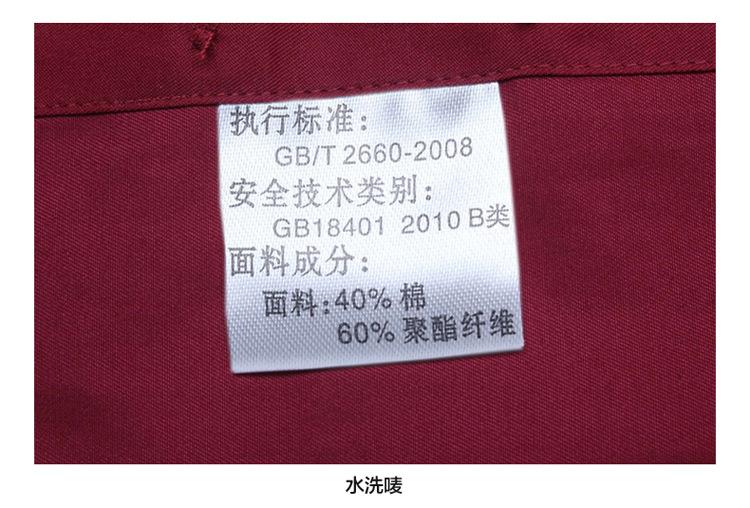 执行标准：
GB/T 2660-2008
安全技术类别：
GB18401 2010 B类
面料成分：
面料：40% 棉
60% 聚酯纤维
水洗唛